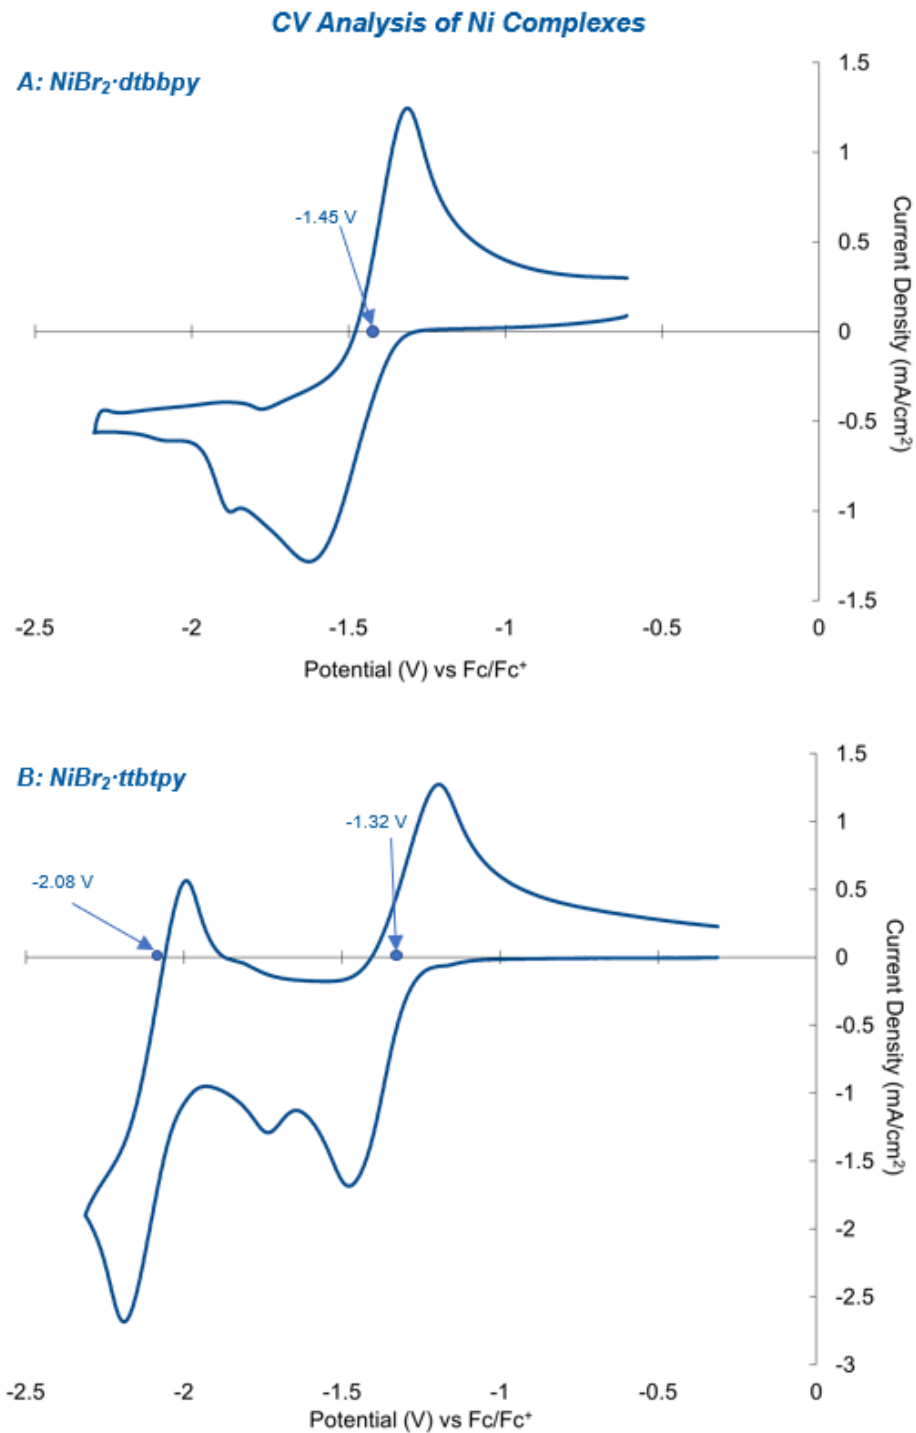 CV Analysis of Ni Complexes
A: NiBr₂·dtbbpy
1.5
1
0.5
0
-0.5
-1
-1.5
Current Density (mA/cm²)
-1.45 V
-2.5
-2
-1.5
-1
-0.5
0
Potential (V) vs Fc/Fc⁺
B: NiBr₂·ttbtpy
1.5
1
0.5
0
-0.5
-1
-1.5
-2
-2.5
-3
Current Density (mA/cm²)
-1.32 V
-2.08 V
-2.5
-2
-1.5
-1
-0.5
0
Potential (V) vs Fc/Fc⁺